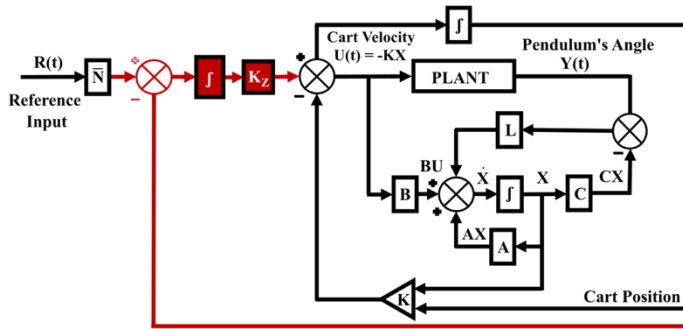 Cart Velocity
U(t) = -KX
∫
Pendulum's Angle
Y(t)
R(t)
Reference
Input
N̅
+
−
∫
K_Z
+
−
PLANT
L
−
BU
B
+
+
Ẋ
∫
X
C
CX
AX
A
K
Cart Position